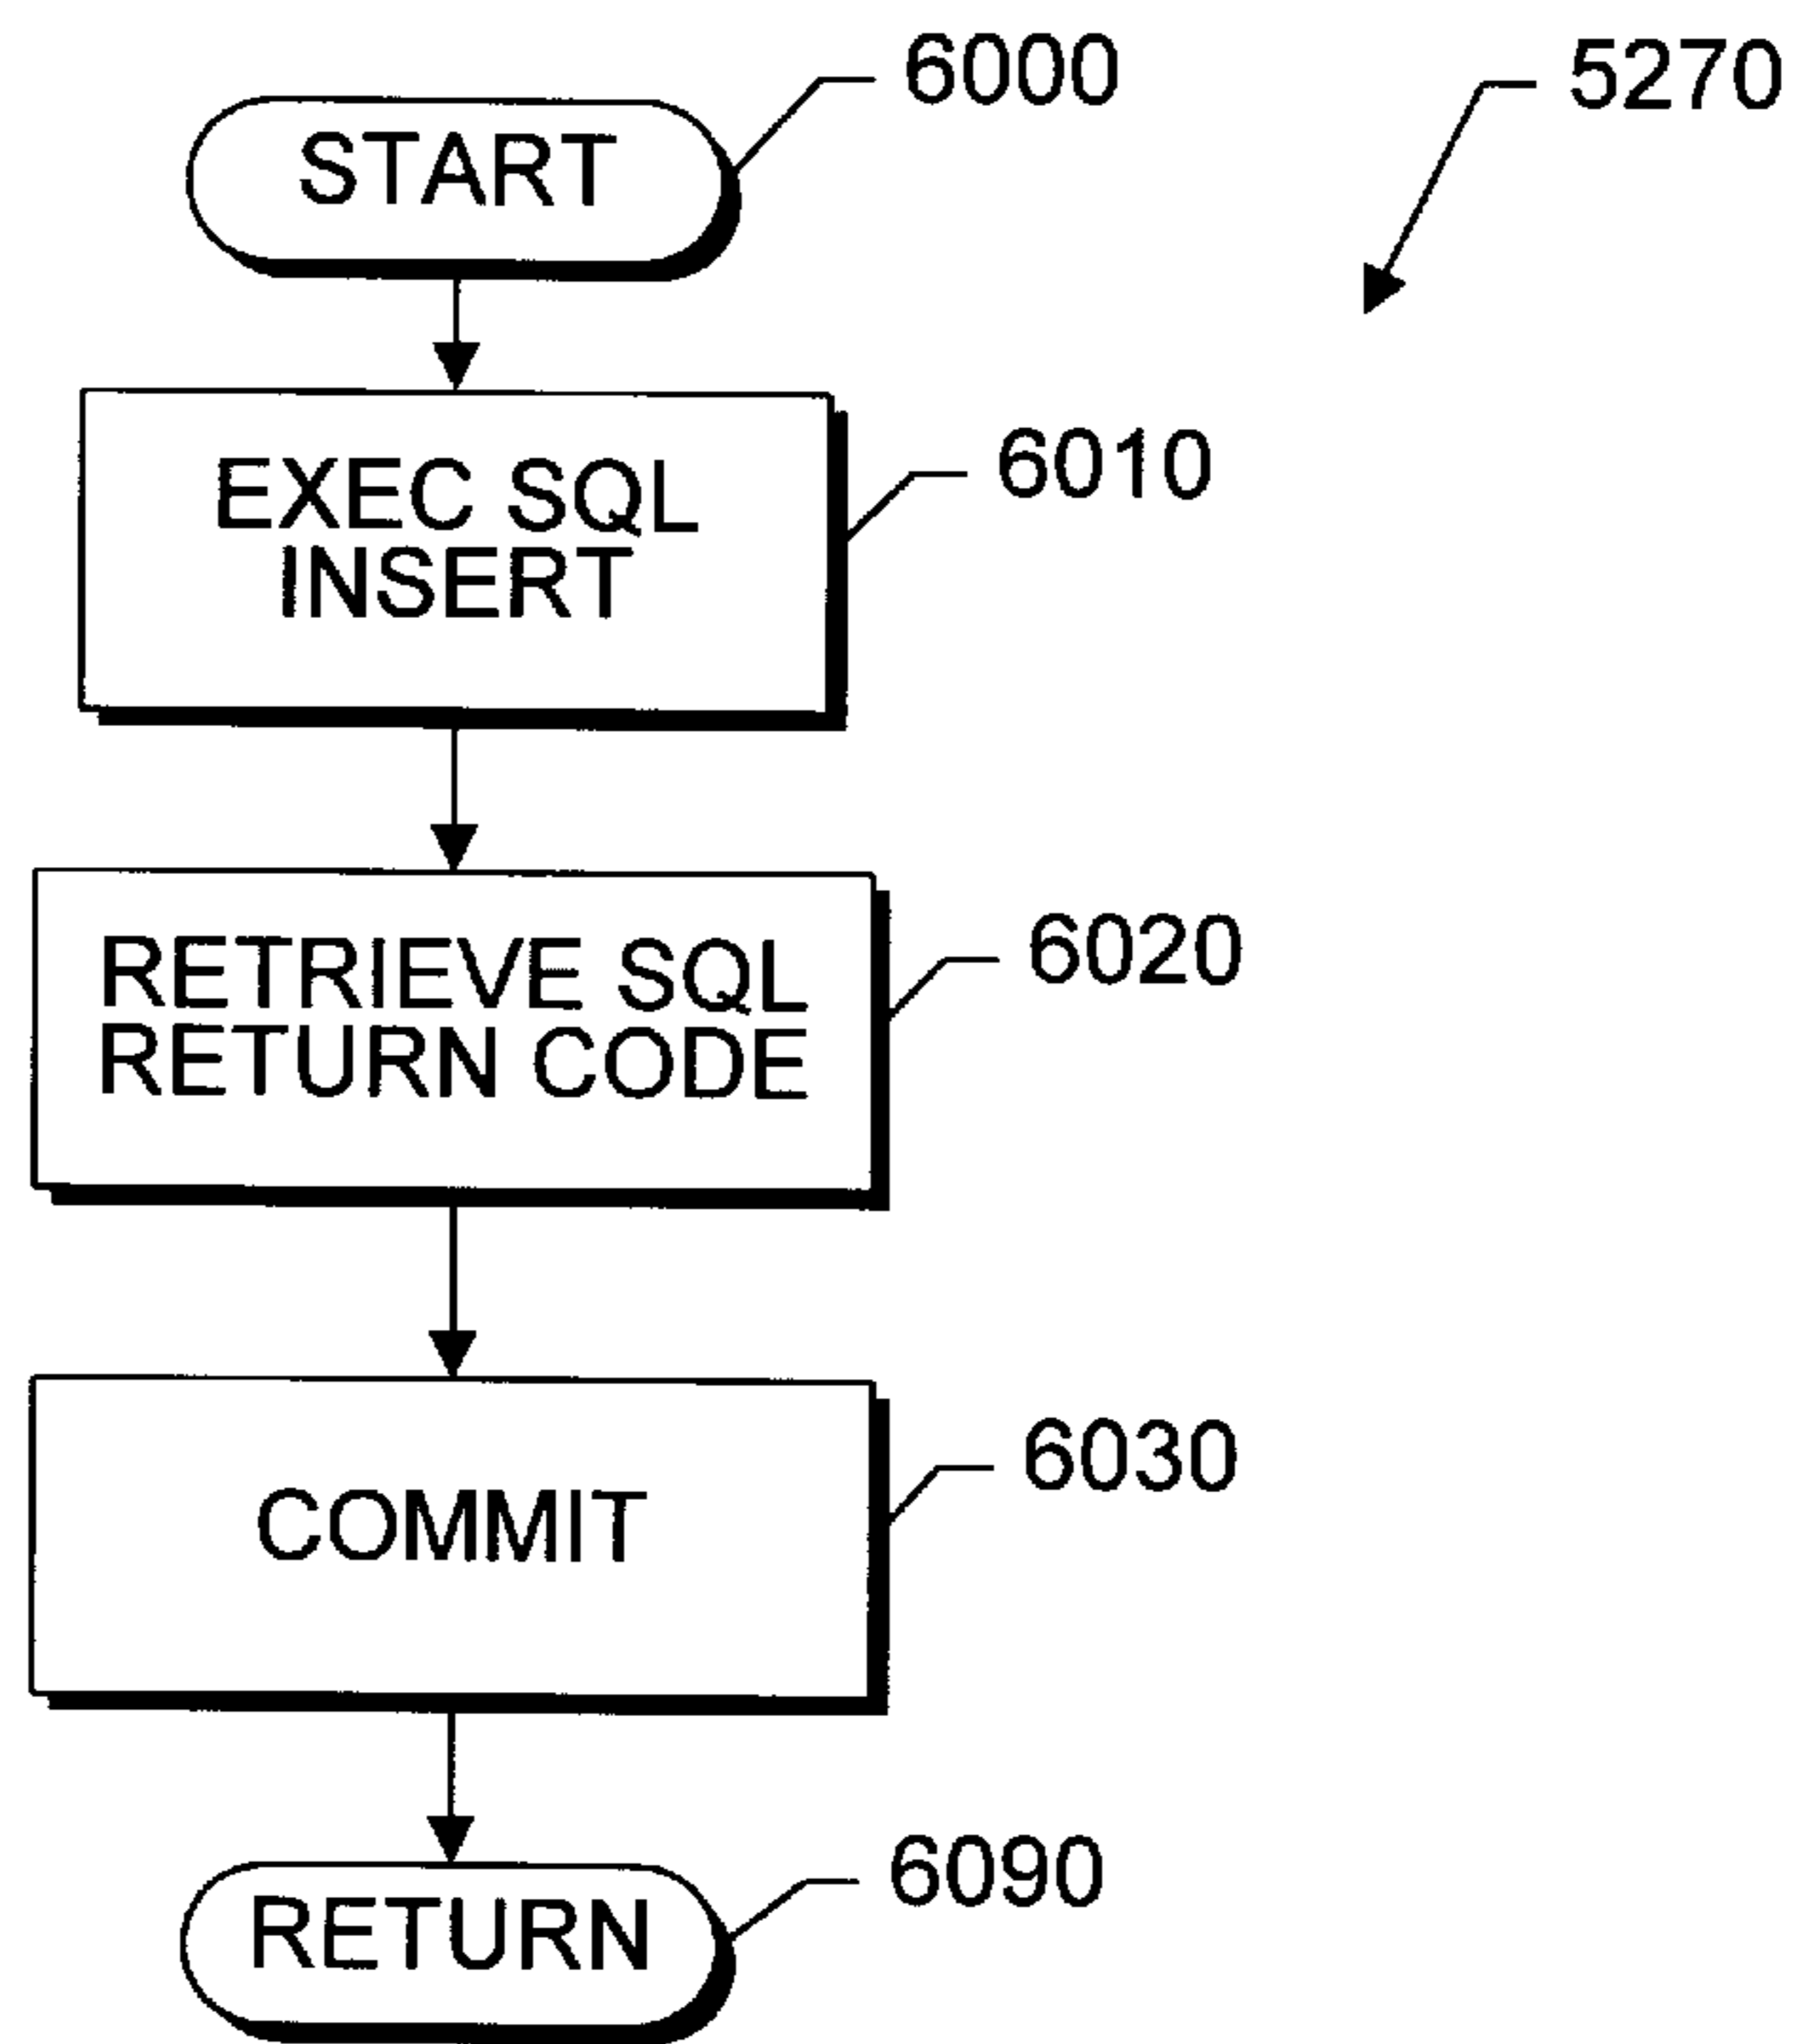 START
6000
5270
EXEC SQL
INSERT
6010
RETRIEVE SQL
RETURN CODE
6020
COMMIT
6030
RETURN
6090